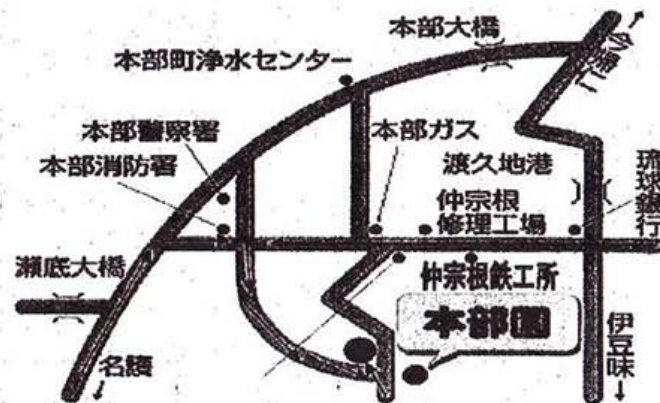 本部大橋
今帰仁
本部町浄水センター
本部警察署
本部消防署
本部ガス
渡久地港
仲宗根
修理工場
琉球銀行
瀬底大橋
仲宗根鉄工所
本部園
名護
伊豆味